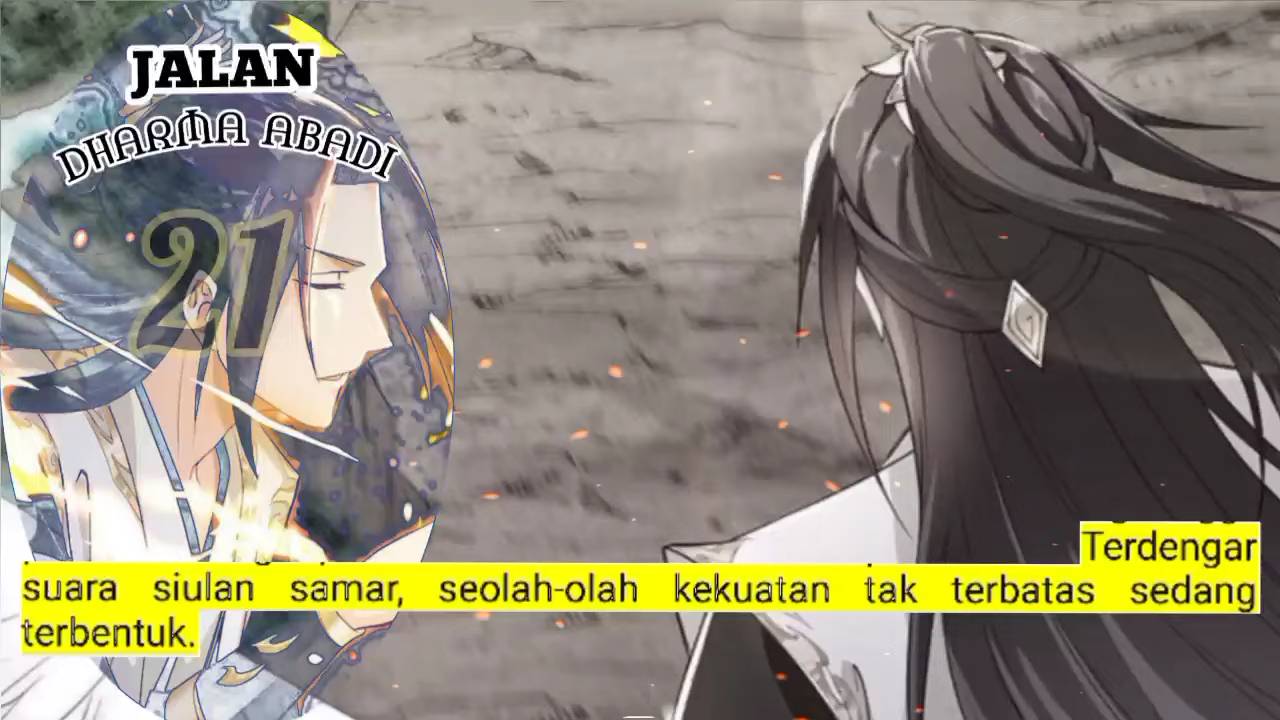 JALAN
DHARMA ABADI
21
Terdengar
suara siulan samar, seolah-olah kekuatan tak terbatas sedang
terbentuk.